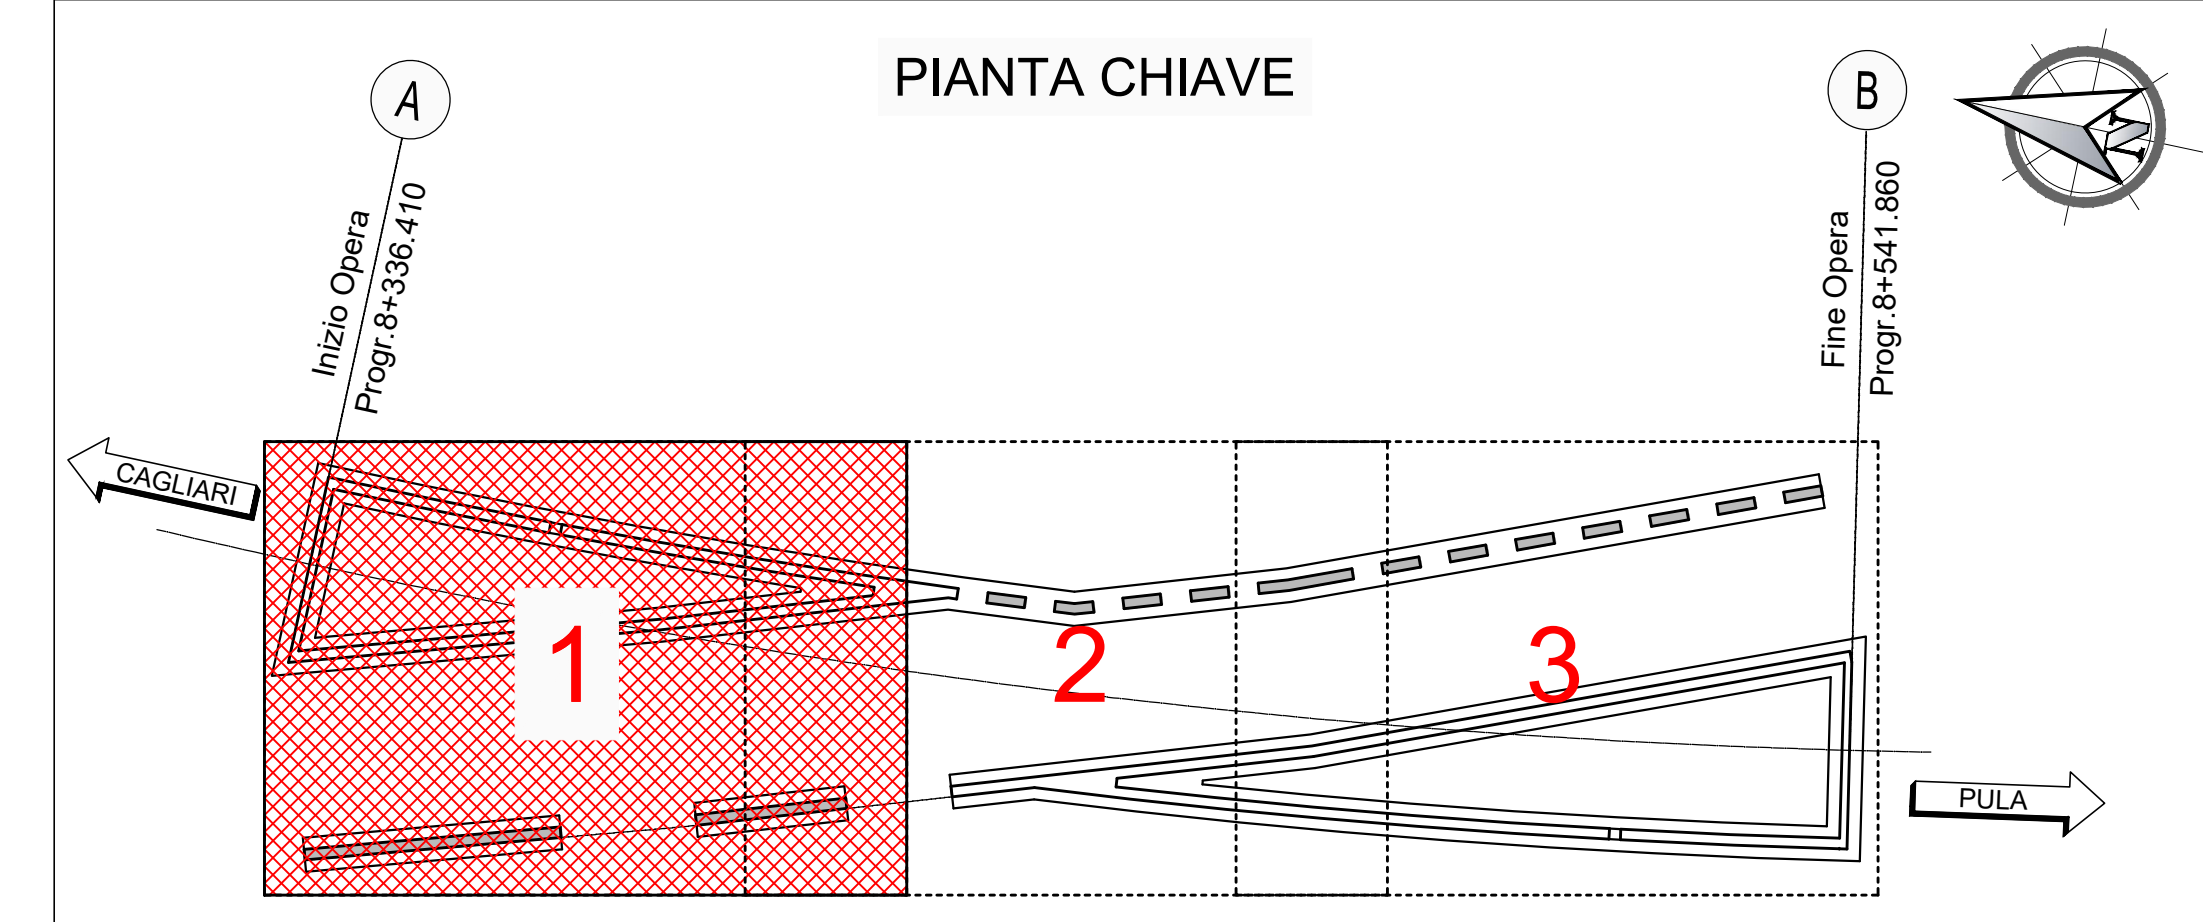 PIANTA CHIAVE
A
B
Inizio Opera
Progr.8+336.410
Fine Opera
Progr.8+541.860
CAGLIARI
1
2
3
PULA